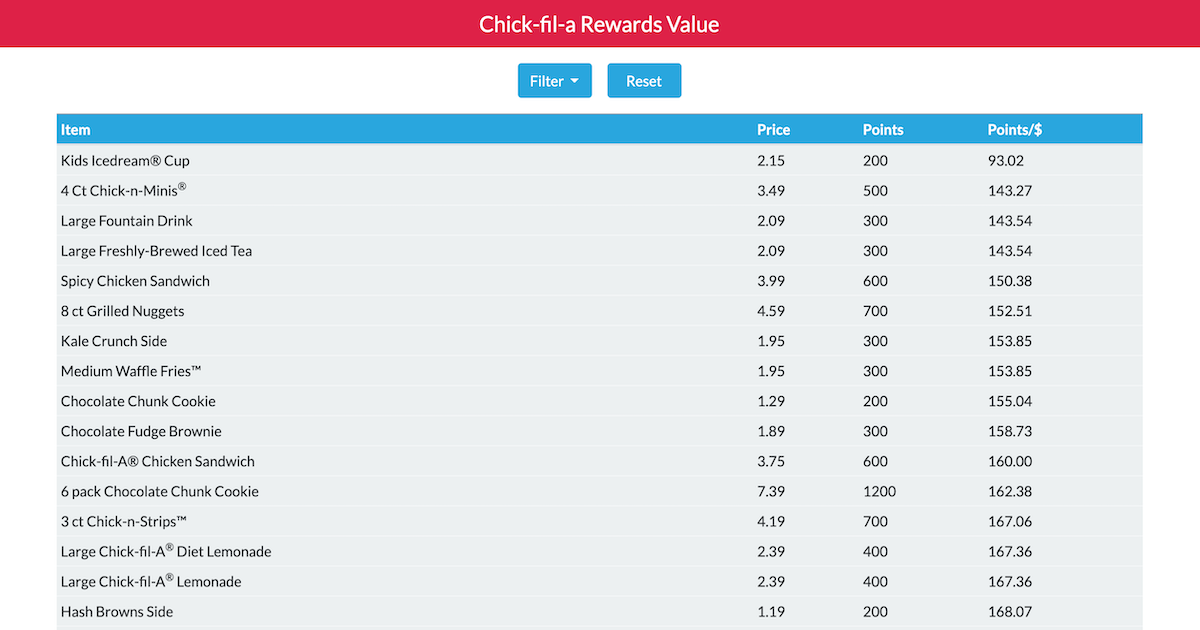 Chick-fil-a Rewards Value
Filter
Reset
Item Price Points Points/$
Kids Icedream® Cup 2.15 200 93.02
4 Ct Chick-n-Minis® 3.49 500 143.27
Large Fountain Drink 2.09 300 143.54
Large Freshly-Brewed Iced Tea 2.09 300 143.54
Spicy Chicken Sandwich 3.99 600 150.38
8 ct Grilled Nuggets 4.59 700 152.51
Kale Crunch Side 1.95 300 153.85
Medium Waffle Fries™ 1.95 300 153.85
Chocolate Chunk Cookie 1.29 200 155.04
Chocolate Fudge Brownie 1.89 300 158.73
Chick-fil-A® Chicken Sandwich 3.75 600 160.00
6 pack Chocolate Chunk Cookie 7.39 1200 162.38
3 ct Chick-n-Strips™ 4.19 700 167.06
Large Chick-fil-A® Diet Lemonade 2.39 400 167.36
Large Chick-fil-A® Lemonade 2.39 400 167.36
Hash Browns Side 1.19 200 168.07